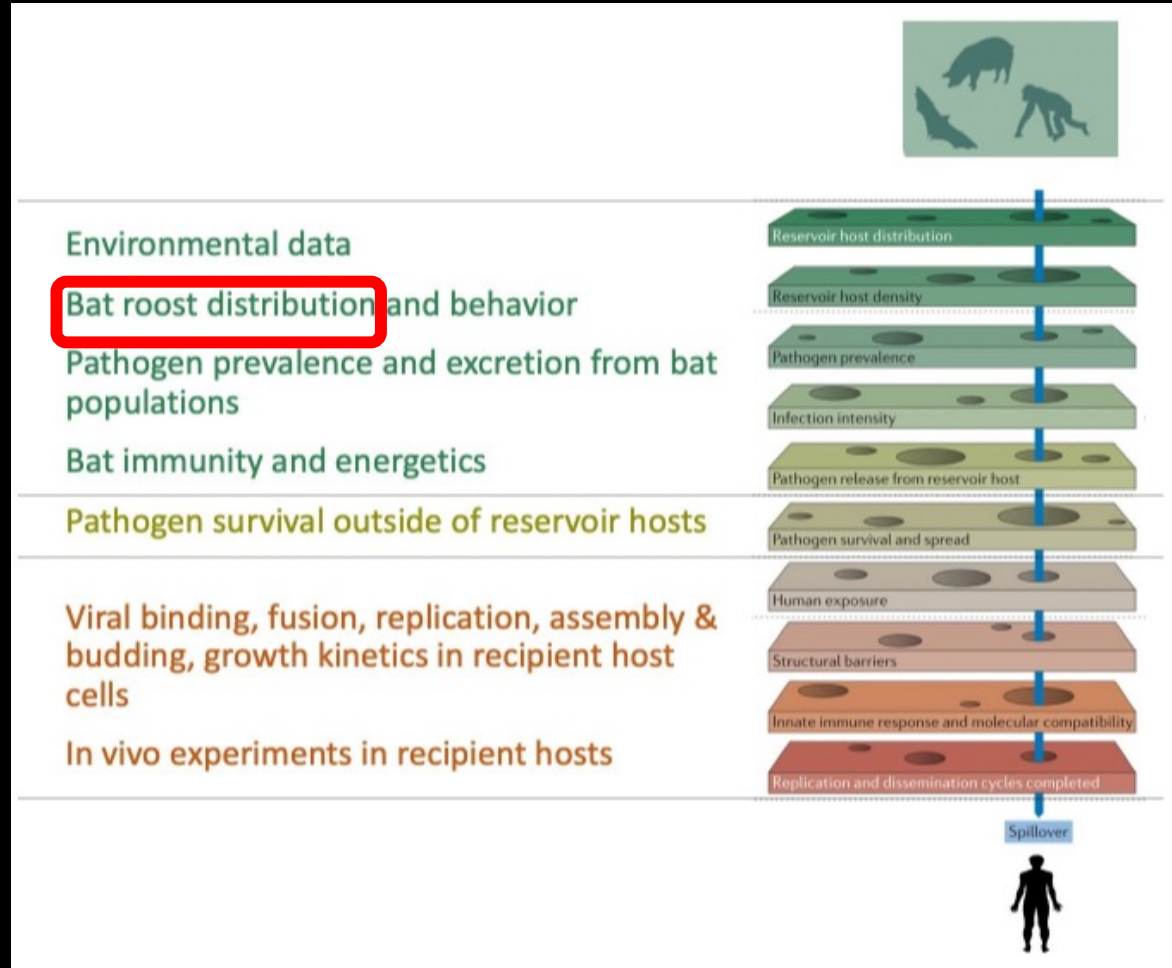 Environmental data
Bat roost distribution and behavior
Pathogen prevalence and excretion from bat
populations
Bat immunity and energetics
Pathogen survival outside of reservoir hosts
Viral binding, fusion, replication, assembly &
budding, growth kinetics in recipient host
cells
In vivo experiments in recipient hosts
Reservoir host distribution
Reservoir host density
Pathogen prevalence
Infection intensity
Pathogen release from reservoir host
Pathogen survival and spread
Human exposure
Structural barriers
Innate immune response and molecular compatibility
Replication and dissemination cycles completed
Spillover